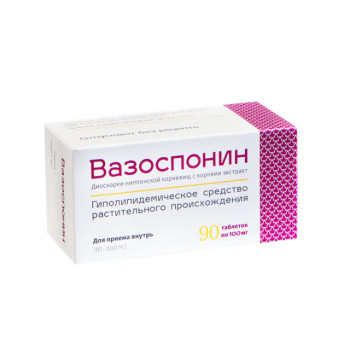 Отпускают без рецепта
Вазоспонин
Вазоспонин
Диоскореи ниппонской корневищ с корнями экстракт
Гиполипидемическое средство
растительного происхождения
Для приема внутрь
90 таблеток
по 100 мг